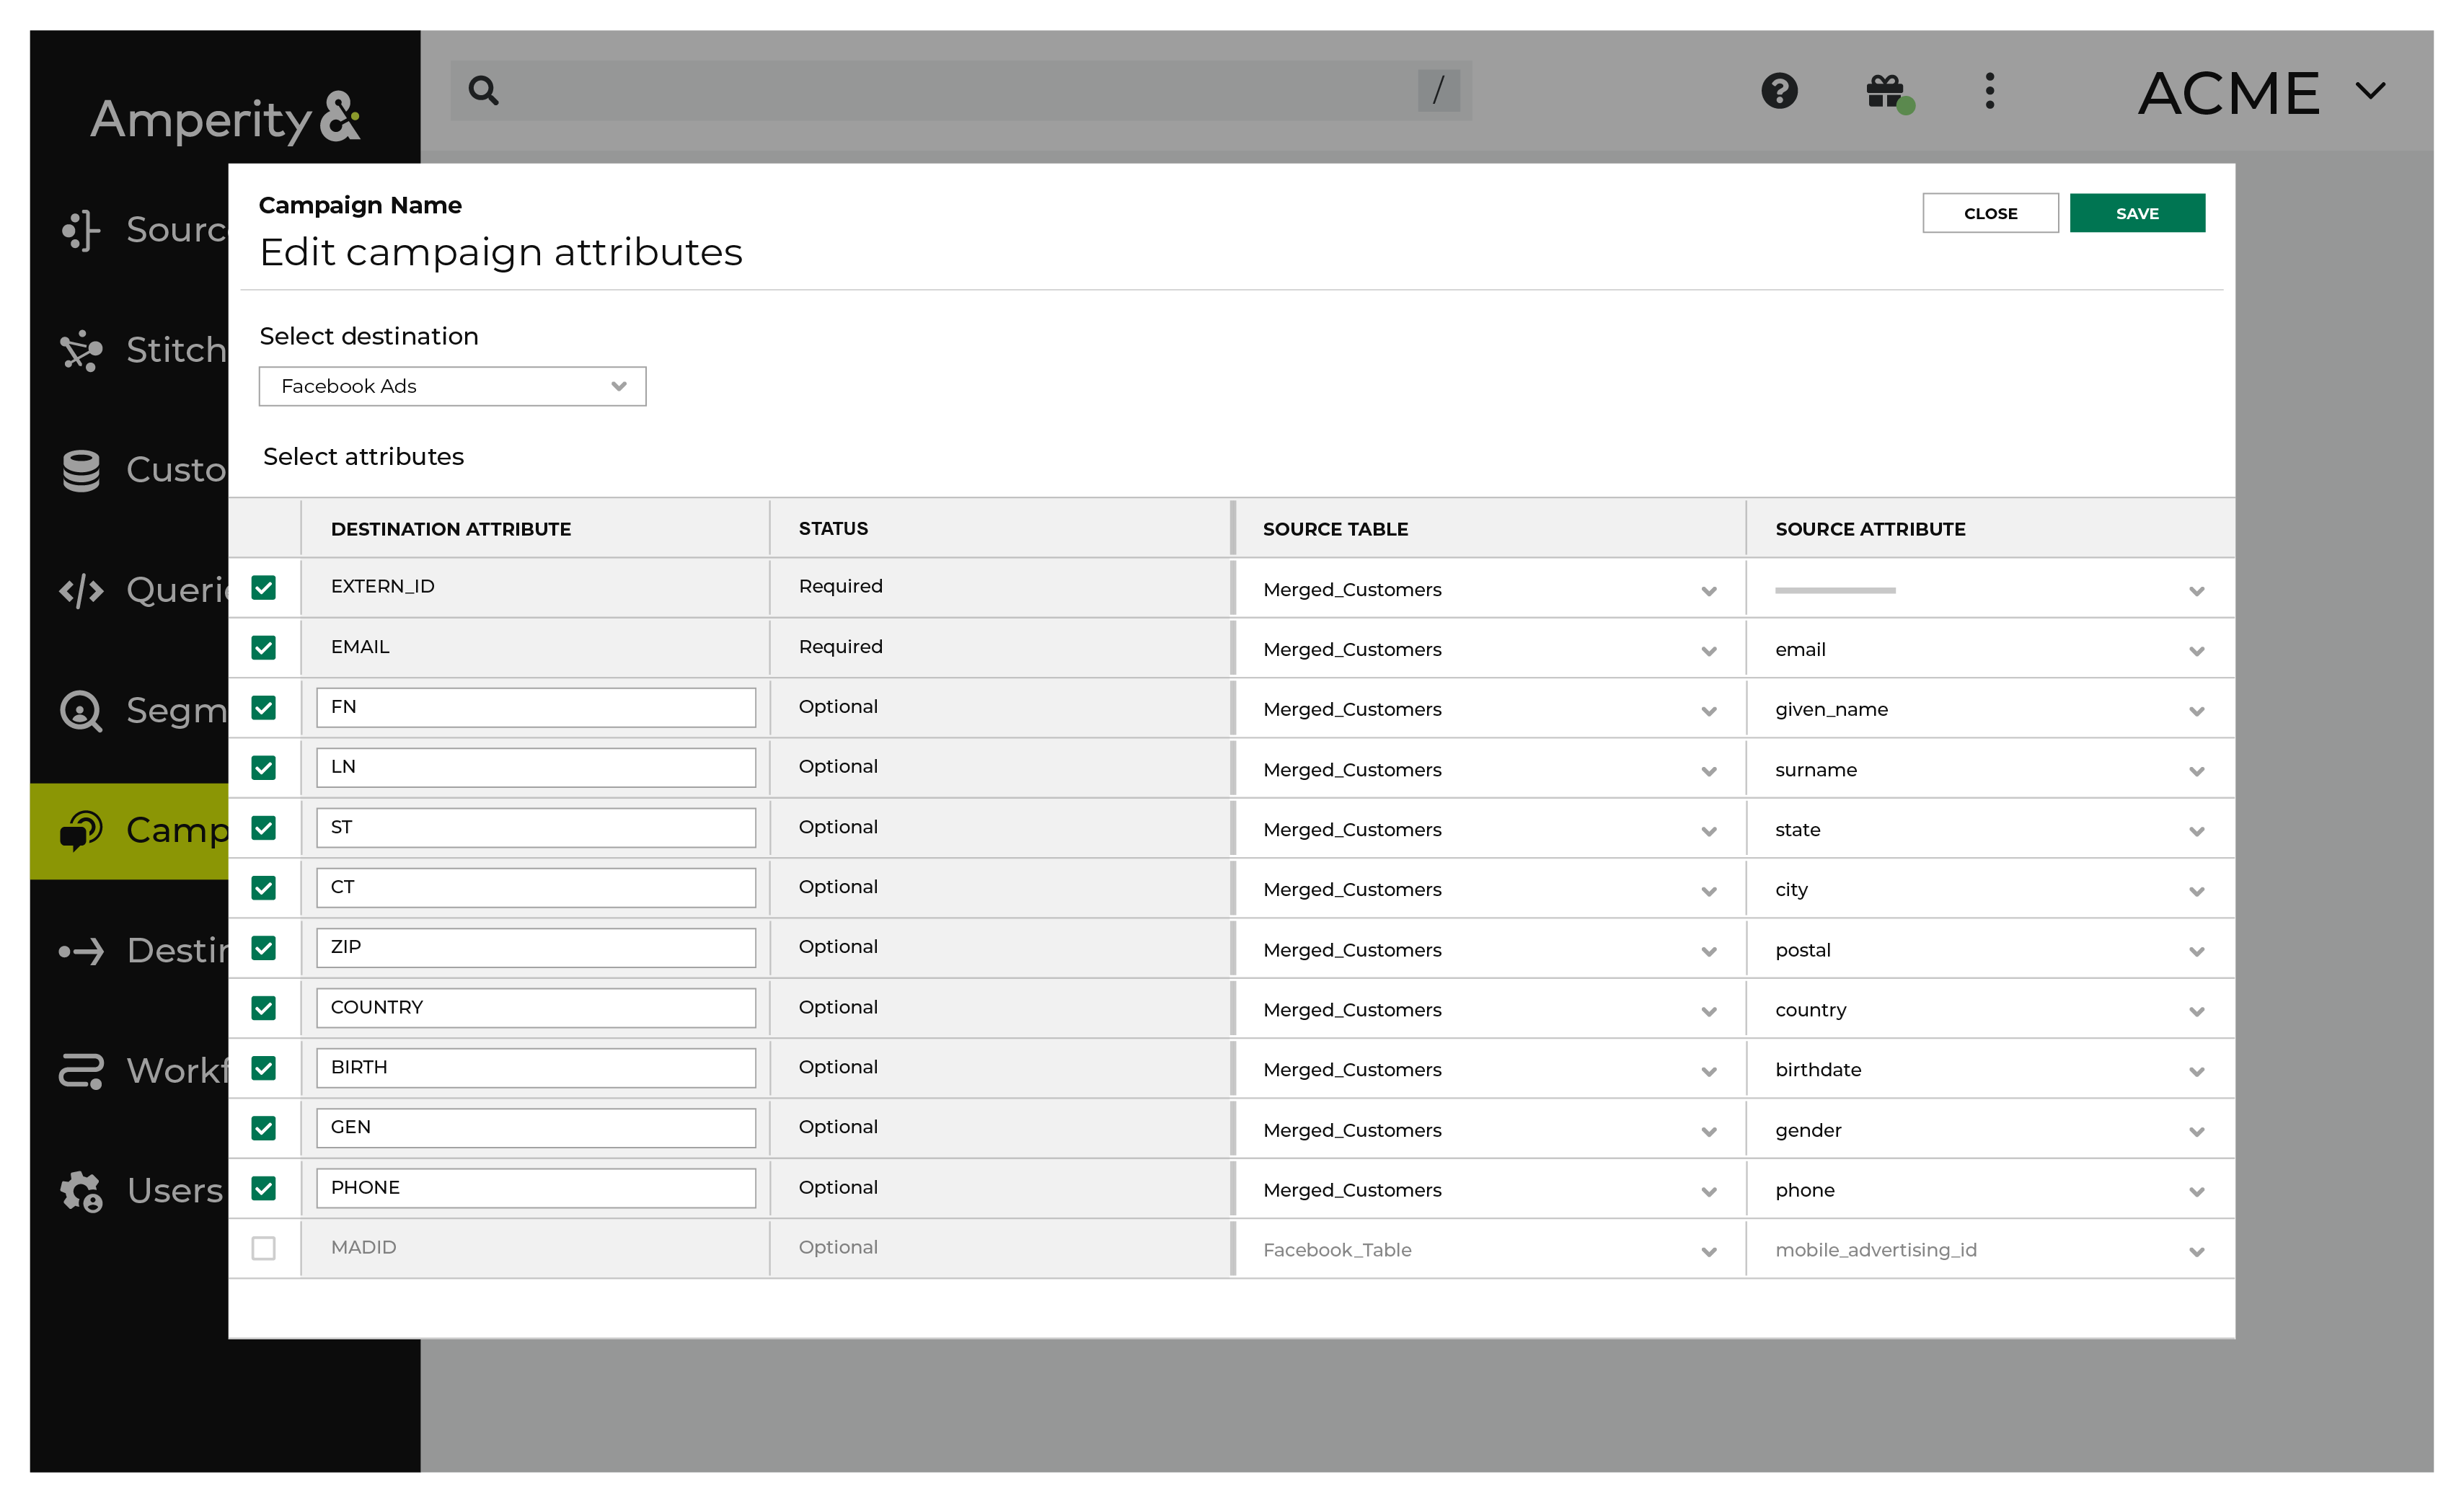 Amperity&
/
ACME
Sourc
Stitch
Custo
Queri
Segm
Camp
Destin
Workf
Users
Campaign Name
Edit campaign attributes
CLOSE
SAVE
Select destination
Facebook Ads
Select attributes
DESTINATION ATTRIBUTE STATUS SOURCE TABLE SOURCE ATTRIBUTE
EXTERN_ID Required Merged_Customers
EMAIL Required Merged_Customers email
FN Optional Merged_Customers given_name
LN Optional Merged_Customers surname
ST Optional Merged_Customers state
CT Optional Merged_Customers city
ZIP Optional Merged_Customers postal
COUNTRY Optional Merged_Customers country
BIRTH Optional Merged_Customers birthdate
GEN Optional Merged_Customers gender
PHONE Optional Merged_Customers phone
MADID Optional Facebook_Table mobile_advertising_id